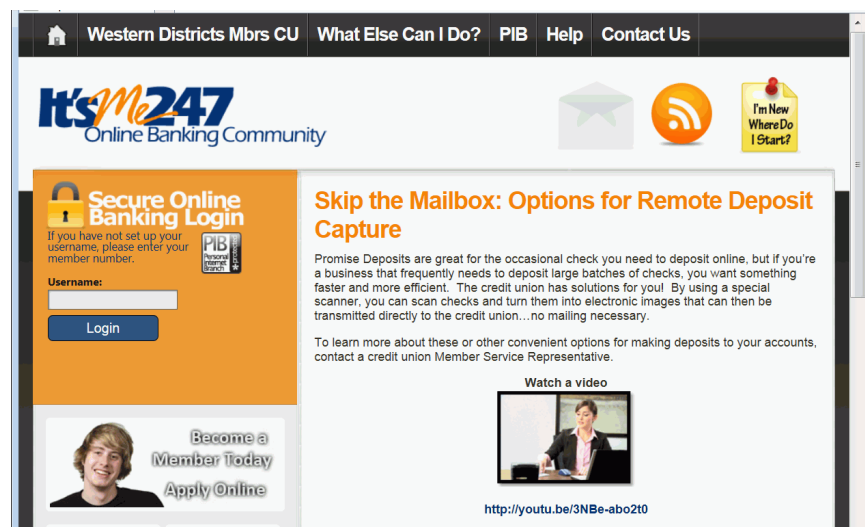 Western Districts Mbrs CU What Else Can I Do? PIB Help Contact Us
It'sMe247
Online Banking Community
I'm New
Where Do
I Start?
Secure Online
Banking Login
If you have not set up your
username, please enter your
member number.
PIB
Personal
Internet
Branch
protected
Username:
Login
Become a
Member Today
Apply Online
Skip the Mailbox: Options for Remote Deposit
Capture
Promise Deposits are great for the occasional check you need to deposit online, but if you're
a business that frequently needs to deposit large batches of checks, you want something
faster and more efficient.  The credit union has solutions for you!  By using a special
scanner, you can scan checks and turn them into electronic images that can then be
transmitted directly to the credit union…no mailing necessary.
To learn more about these or other convenient options for making deposits to your accounts,
contact a credit union Member Service Representative.
Watch a video
http://youtu.be/3NBe-abo2t0